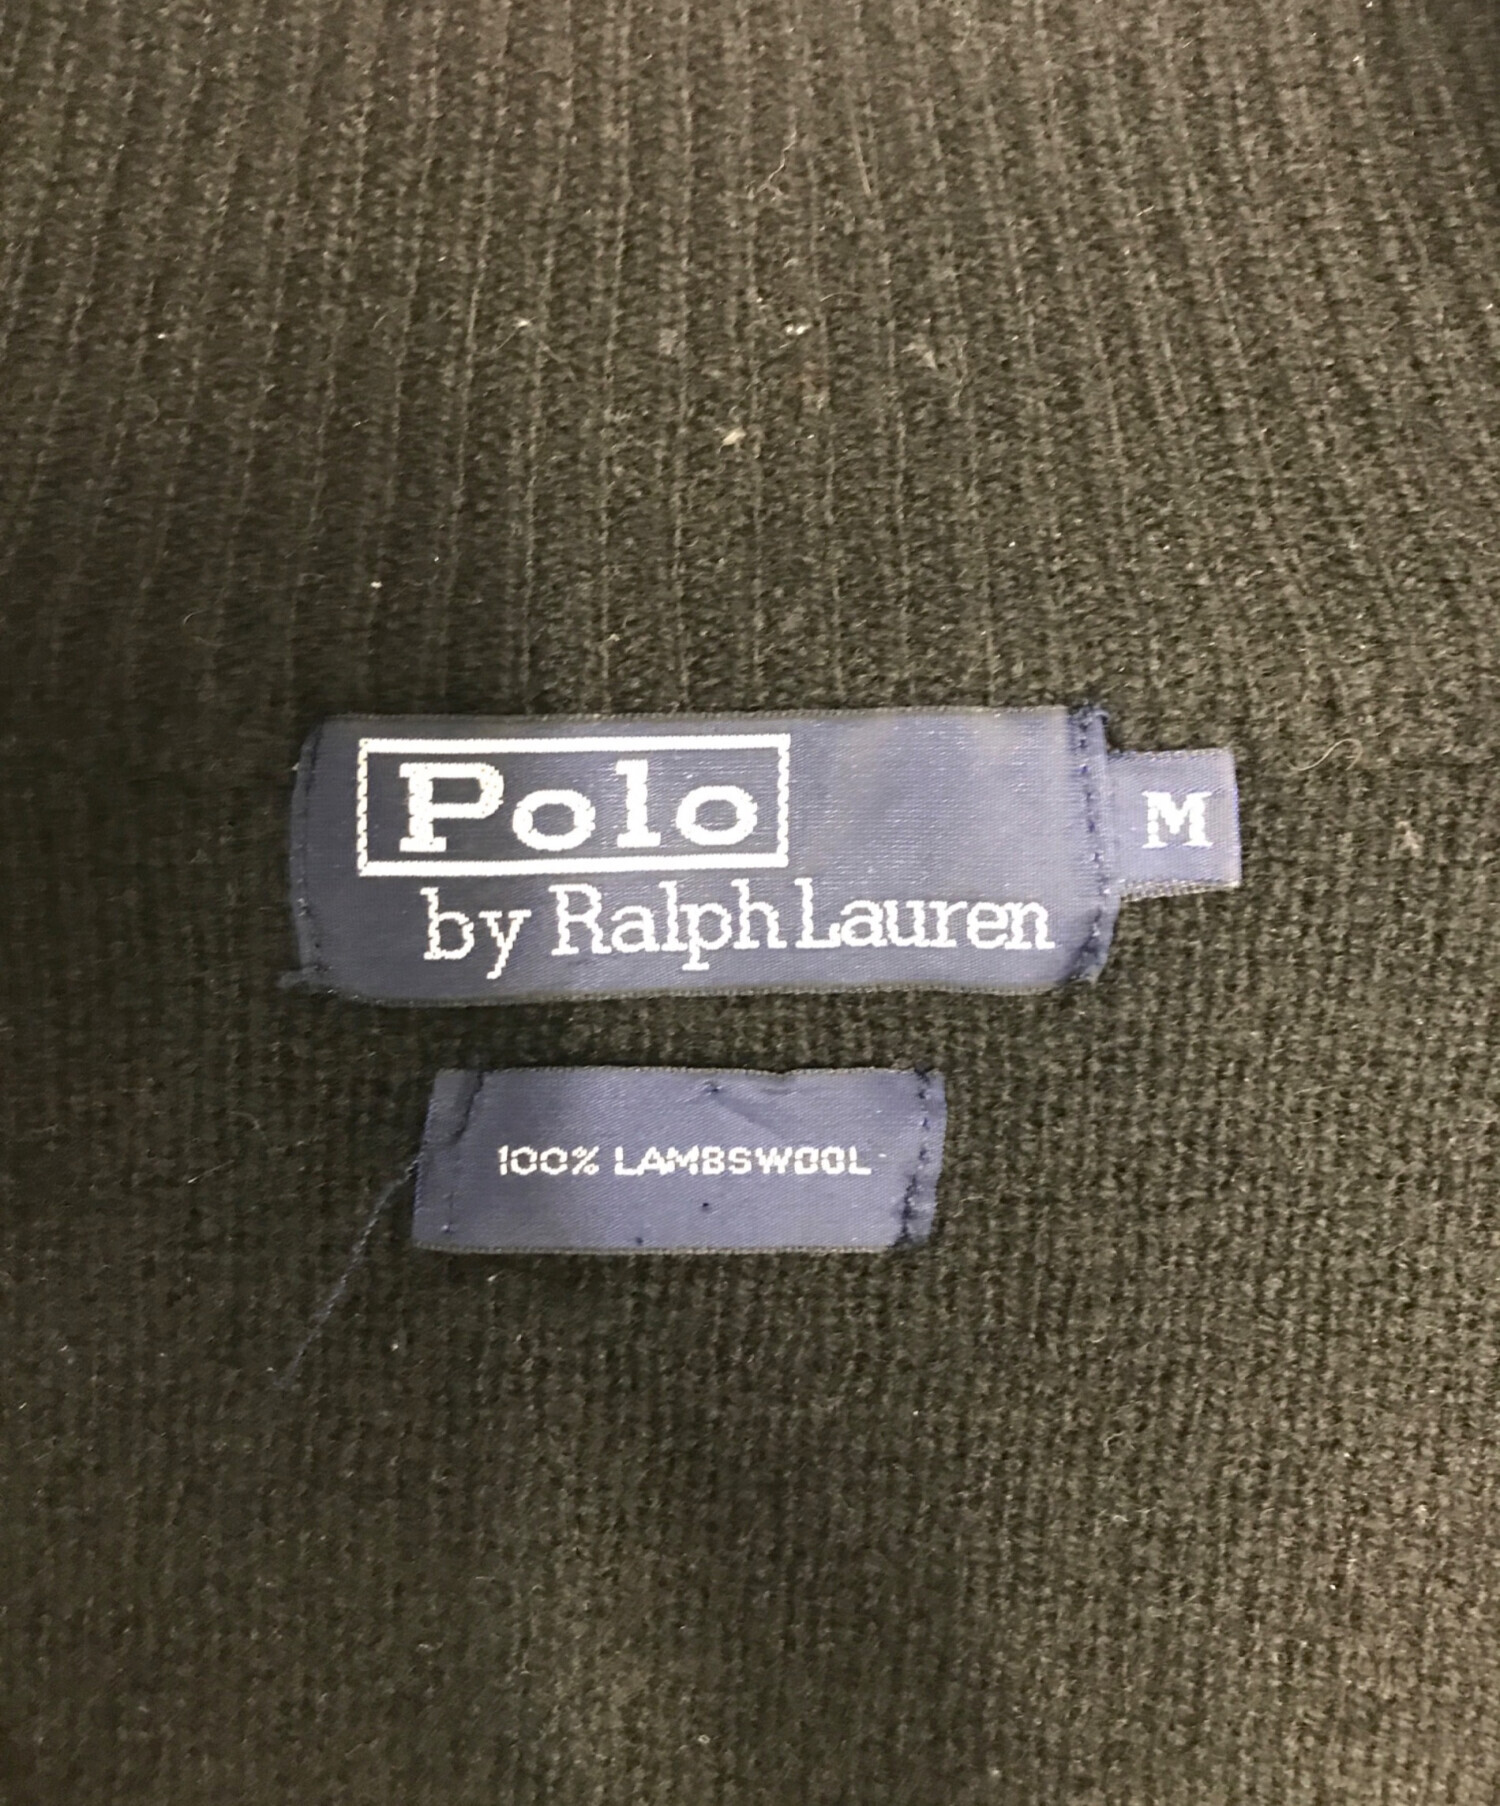 Polo
by Ralph Lauren
M
100% LAMBSWOOL